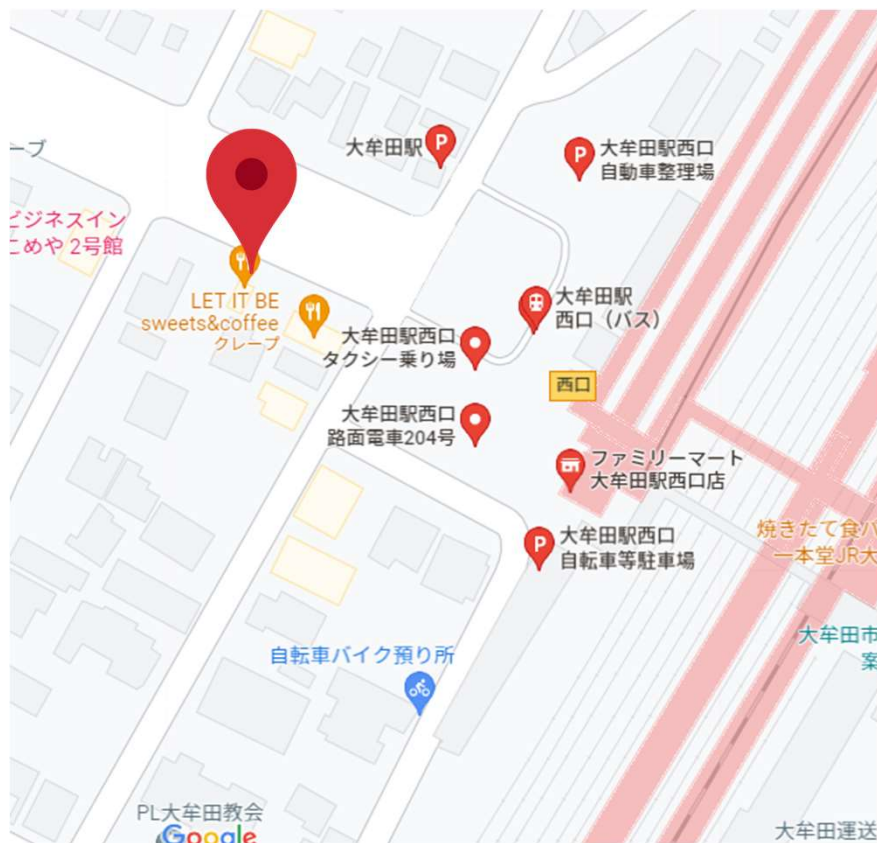 大牟田駅
大牟田駅西口
自動車整理場
ープ
ビジネスイン
こめや 2号館
LET IT BE
sweets&coffee
クレープ
大牟田駅
西口（バス）
大牟田駅西口
タクシー乗り場
西口
大牟田駅西口
路面電車204号
ファミリーマート
大牟田駅西口店
焼きたて食パ
一本堂JR大
大牟田駅西口
自転車等駐車場
大牟田市
案
自転車バイク預り所
PL大牟田教会
Google
大牟田運送